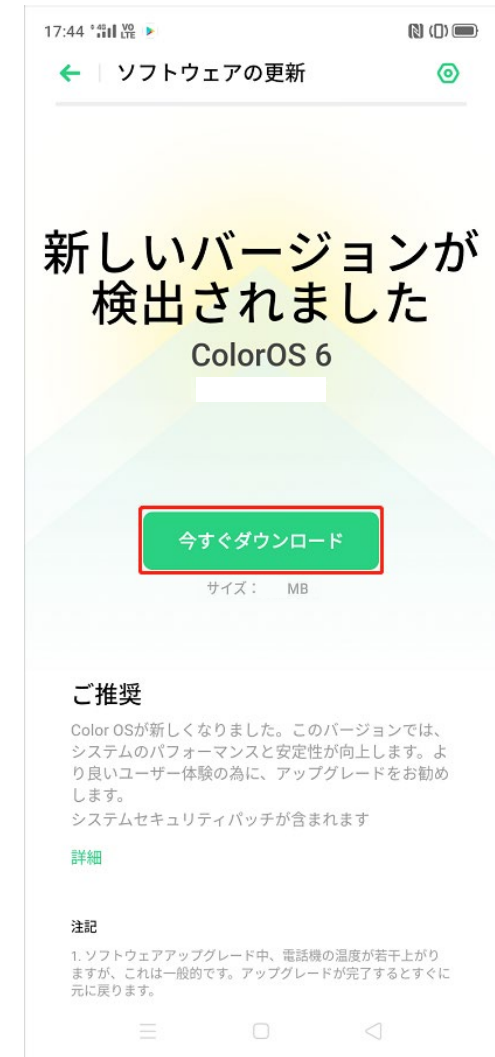 17:44 4G VO LTE
ソフトウェアの更新
新しいバージョンが
検出されました
ColorOS 6
今すぐダウンロード
サイズ： MB
ご推奨
Color OSが新しくなりました。このバージョンでは、
システムのパフォーマンスと安定性が向上します。よ
り良いユーザー体験の為に、アップグレードをお勧め
します。
システムセキュリティパッチが含まれます
詳細
注記
1. ソフトウェアアップグレード中、電話機の温度が若干上がり
ますが、これは一般的です。アップグレードが完了するとすぐに
元に戻ります。